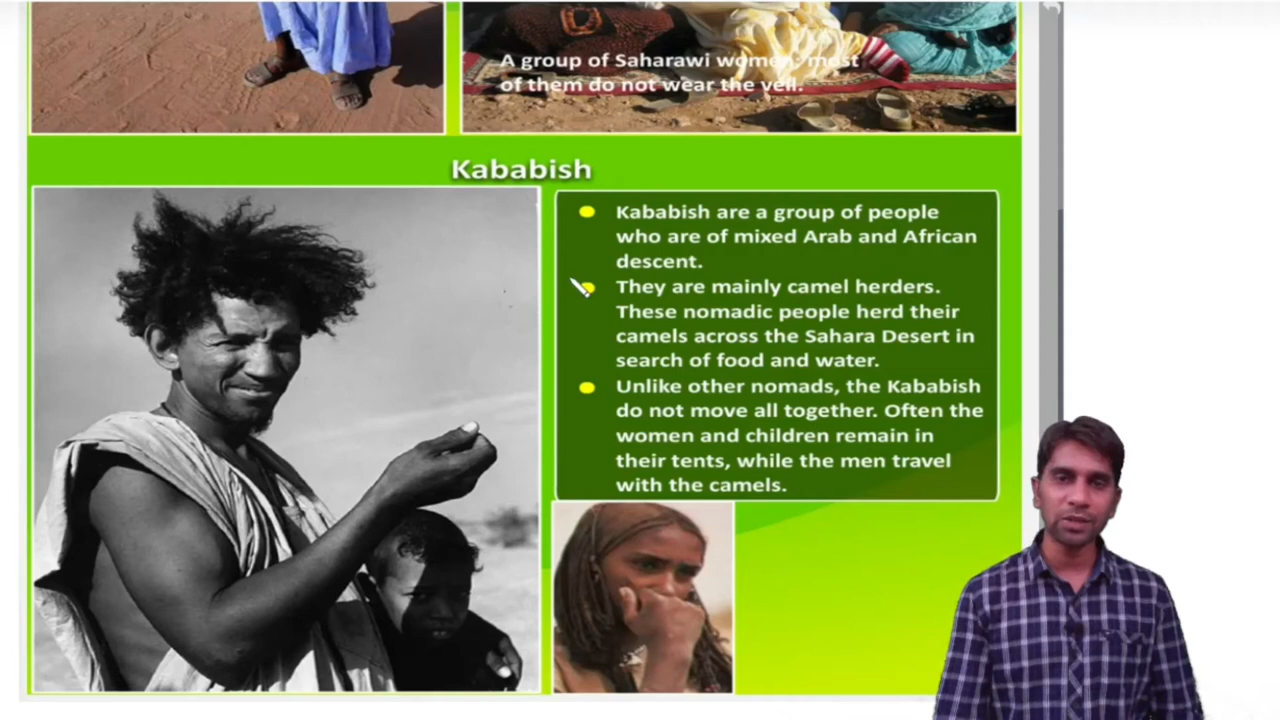 A group of Saharawi women; most
of them do not wear the veil.
Kababish
Kababish are a group of people
who are of mixed Arab and African
descent.
They are mainly camel herders.
These nomadic people herd their
camels across the Sahara Desert in
search of food and water.
Unlike other nomads, the Kababish
do not move all together. Often the
women and children remain in
their tents, while the men travel
with the camels.